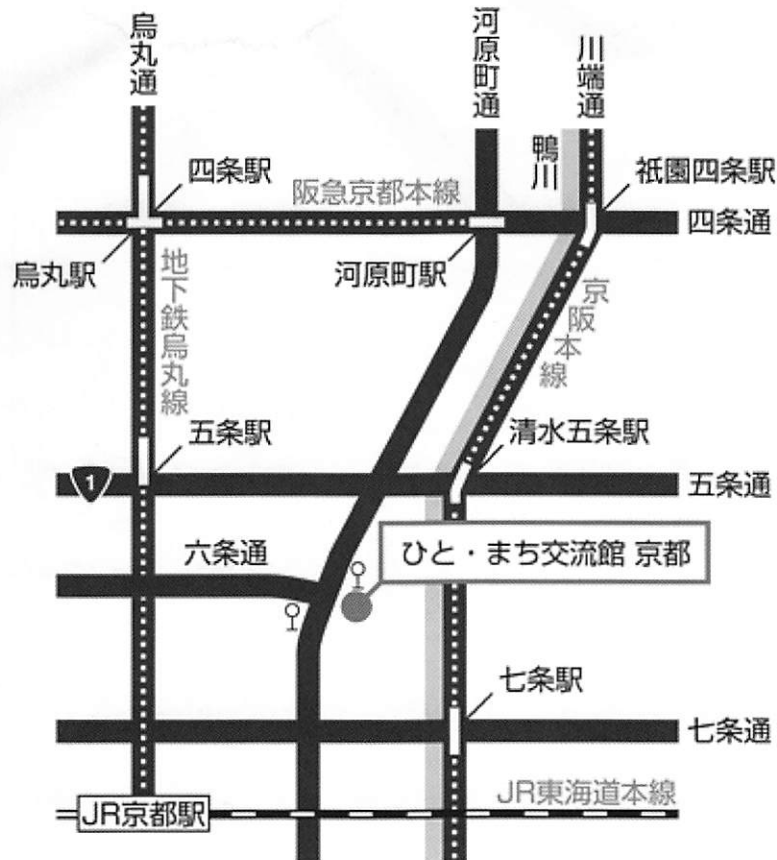 烏丸通
河原町通
川端通
鴨川
四条駅
阪急京都本線
祇園四条駅
四条通
烏丸駅
地下鉄烏丸線
河原町駅
京阪本線
五条駅
清水五条駅
1
五条通
六条通
ひと・まち交流館 京都
七条駅
七条通
JR東海道本線
JR京都駅